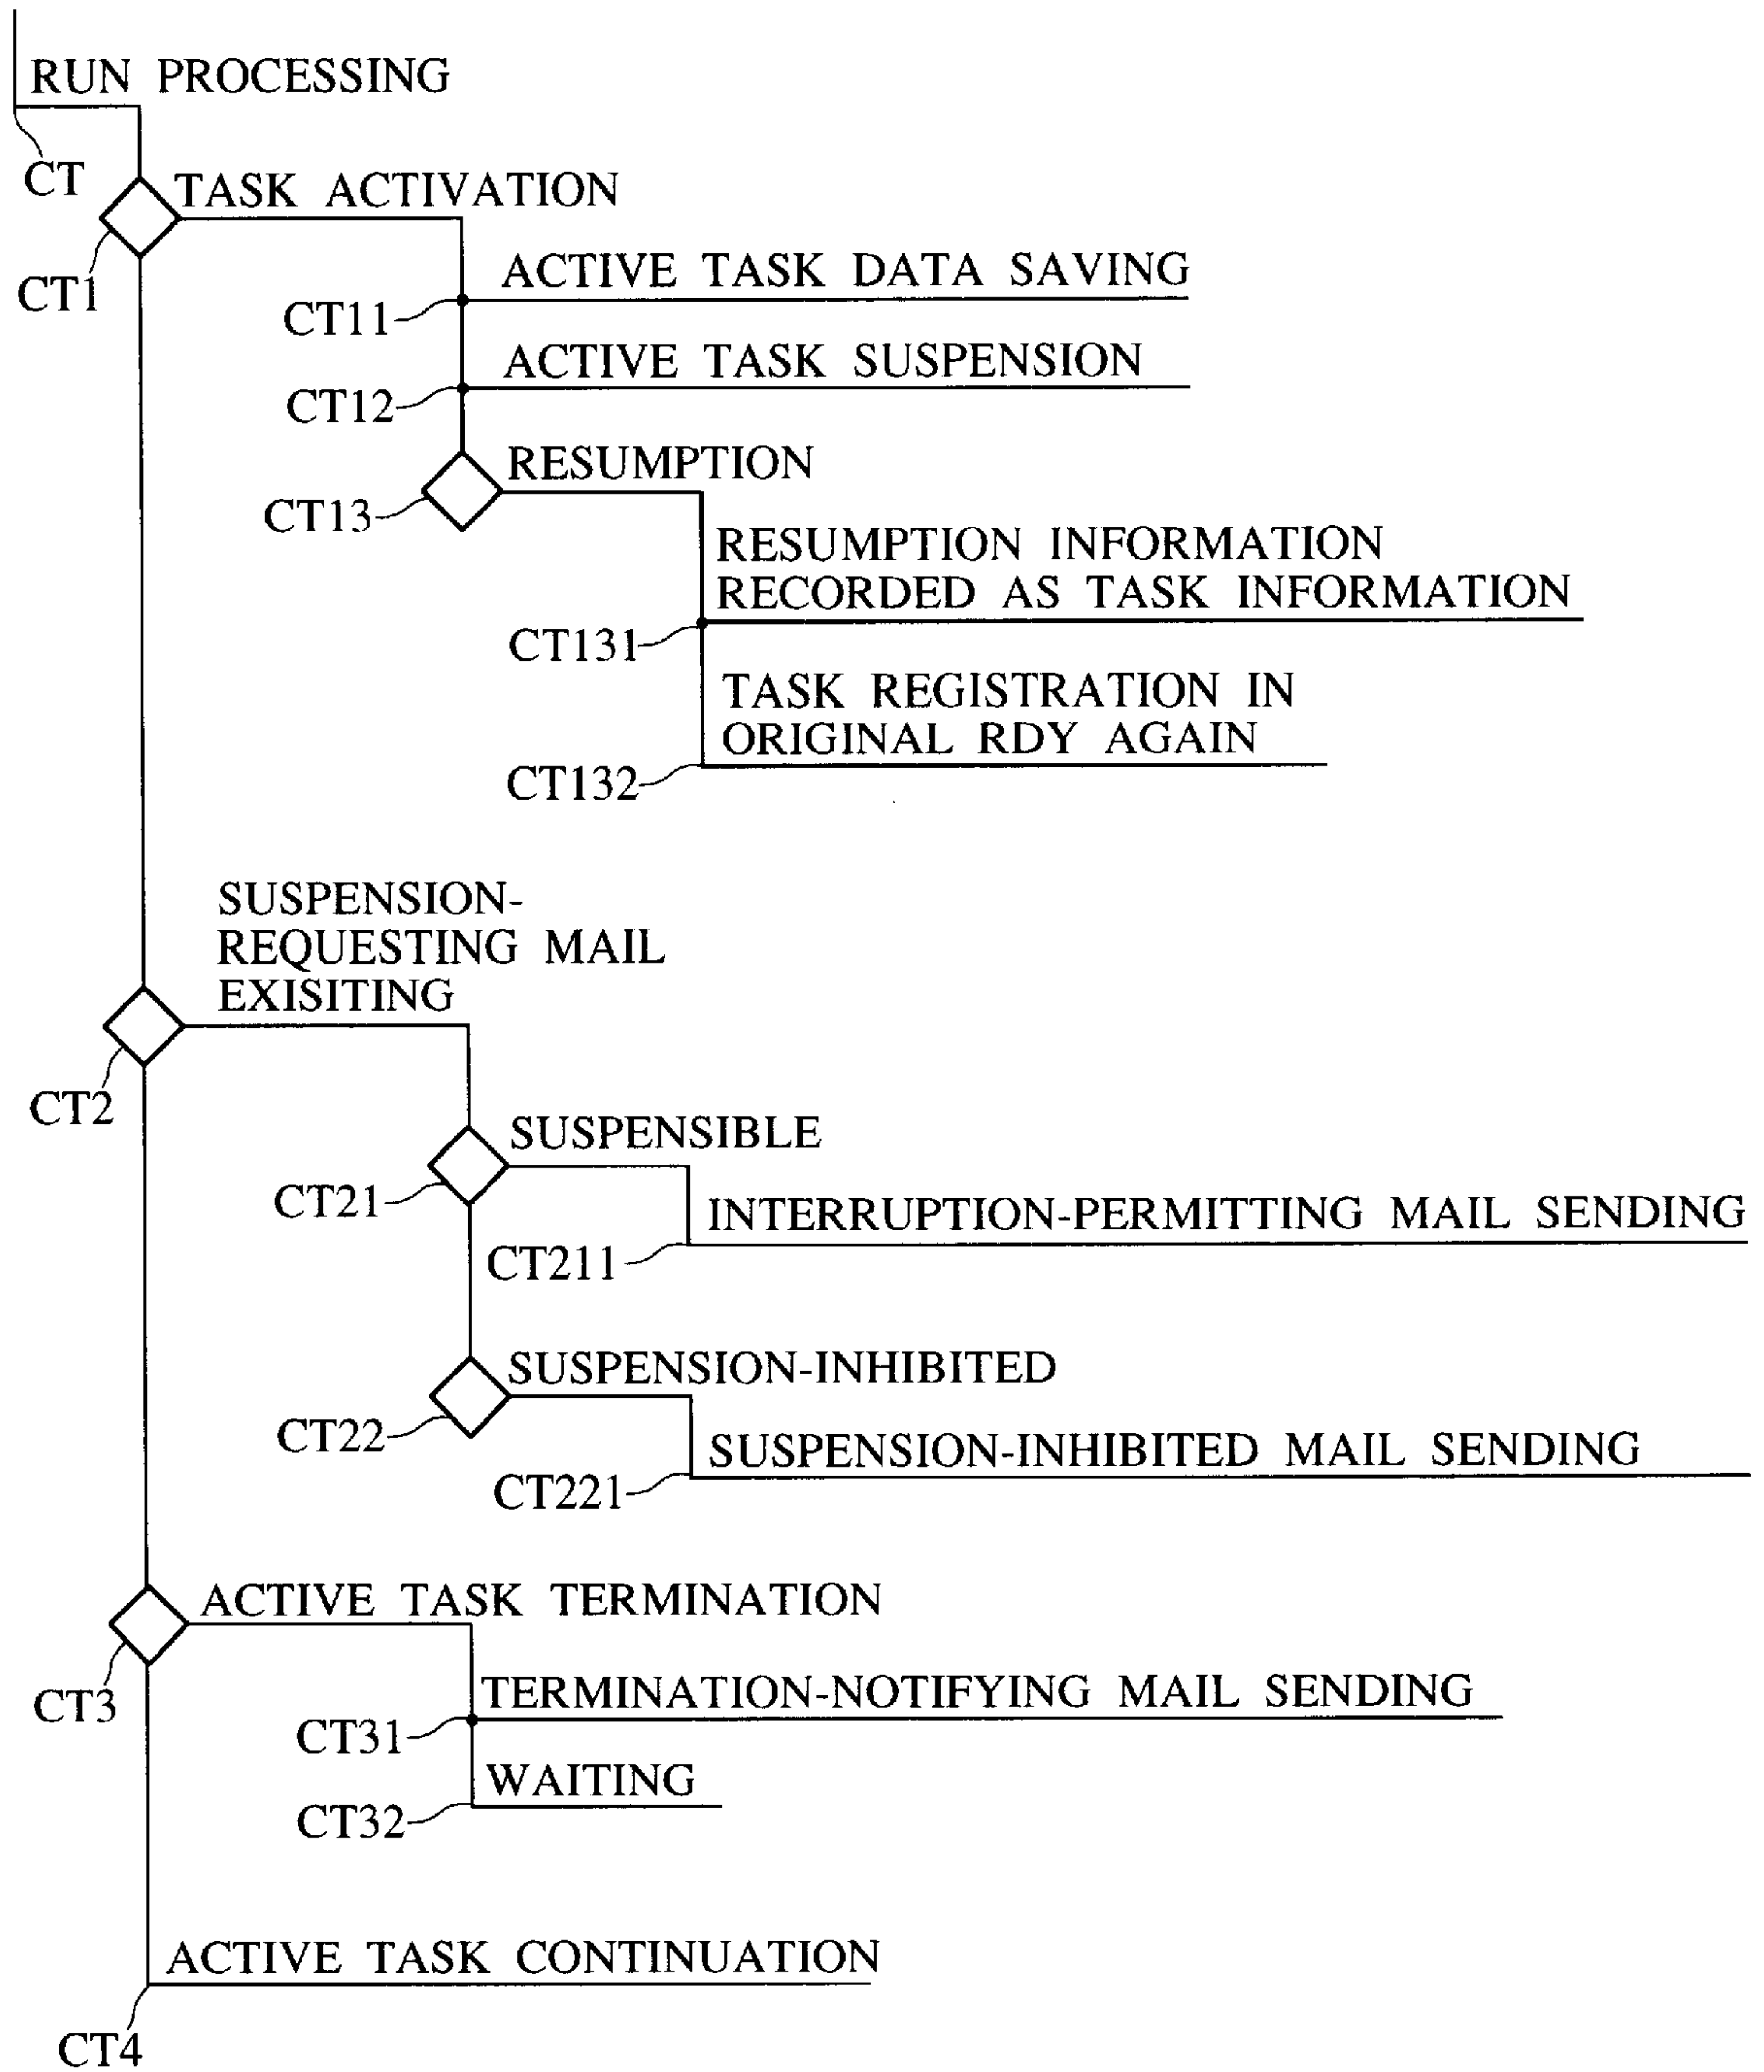 RUN PROCESSING
CT
TASK ACTIVATION
CT1
ACTIVE TASK DATA SAVING
CT11
ACTIVE TASK SUSPENSION
CT12
RESUMPTION
CT13
RESUMPTION INFORMATION
RECORDED AS TASK INFORMATION
CT131
TASK REGISTRATION IN
ORIGINAL RDY AGAIN
CT132
SUSPENSION-
REQUESTING MAIL
EXISITING
CT2
SUSPENSIBLE
CT21
INTERRUPTION-PERMITTING MAIL SENDING
CT211
SUSPENSION-INHIBITED
CT22
SUSPENSION-INHIBITED MAIL SENDING
CT221
ACTIVE TASK TERMINATION
CT3
TERMINATION-NOTIFYING MAIL SENDING
CT31
WAITING
CT32
ACTIVE TASK CONTINUATION
CT4